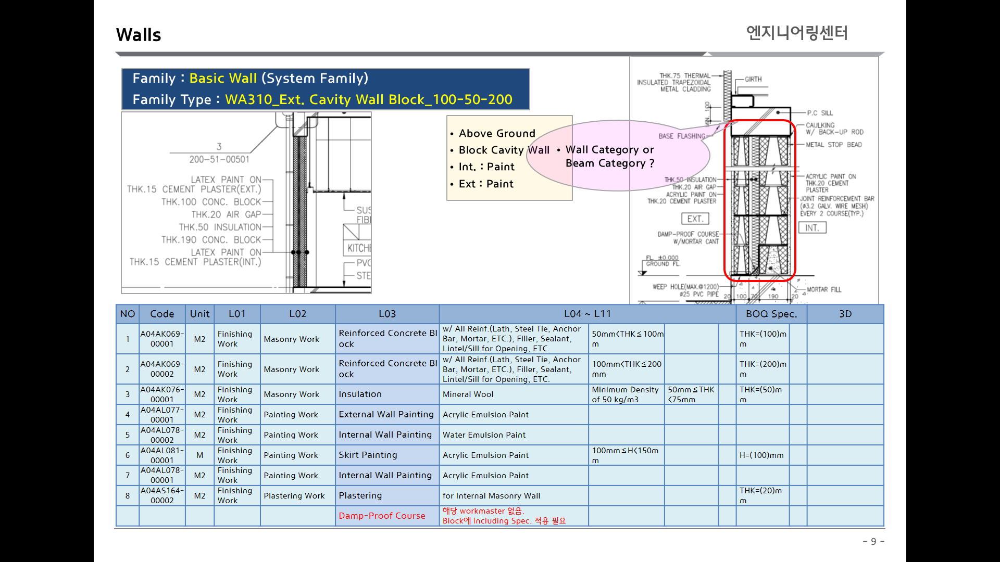 Walls
엔지니어링센터
Family : Basic Wall (System Family)
Family Type : WA310_Ext. Cavity Wall Block_100-50-200
3
200-51-00501
LATEX PAINT ON
THK.15 CEMENT PLASTER(EXT.)
THK.100 CONC. BLOCK
THK.20 AIR GAP
THK.50 INSULATION
THK.190 CONC. BLOCK
LATEX PAINT ON
THK.15 CEMENT PLASTER(INT.)
SUS
FIB
KITCH
PVC
STE
• Above Ground
• Block Cavity Wall
• Int. : Paint
• Ext : Paint
• Wall Category or
Beam Category ?
THK.75 THERMAL
INSULATED TRAPEZOIDAL
METAL CLADDING
GIRTH
MIN. 100
P.C SILL
CAULKING
W/ BACK-UP ROD
BASE FLASHING
METAL STOP BEAD
THK.50 INSULATION
THK.20 AIR GAP
ACRYLIC PAINT ON
THK.20 CEMENT PLASTER
ACRYLIC PAINT ON
THK.20 CEMENT
PLASTER
JOINT REINFORCEMENT BAR
(ø3.2 GALV. WIRE MESH)
EVERY 2 COURSE(TYP.)
EXT.
INT.
DAMP-PROOF COURSE
W/MORTAR CANT
FL. ±0.000
GROUND FL.
WEEP HOLE(MAX.@1200)
ø25 PVC PIPE
MORTAR FILL
20 100 70 190 20
NO Code Unit L01 L02 L03 L04 ~ L11 BOQ Spec. 3D
1 A04AK069-00001 M2 Finishing Work Masonry Work Reinforced Concrete Block w/ All Reinf.(Lath, Steel Tie, Anchor Bar, Mortar, ETC.), Filler, Sealant, Lintel/Sill for Opening, ETC. 50mm<THK≤100mm THK=(100)mm
2 A04AK069-00002 M2 Finishing Work Masonry Work Reinforced Concrete Block w/ All Reinf.(Lath, Steel Tie, Anchor Bar, Mortar, ETC.), Filler, Sealant, Lintel/Sill for Opening, ETC. 100mm<THK≤200mm THK=(200)mm
3 A04AK076-00001 M2 Finishing Work Masonry Work Insulation Mineral Wool Minimum Density of 50 kg/m3 50mm≤THK<75mm THK=(50)mm
4 A04AL077-00001 M2 Finishing Work Painting Work External Wall Painting Acrylic Emulsion Paint
5 A04AL078-00002 M2 Finishing Work Painting Work Internal Wall Painting Water Emulsion Paint
6 A04AL081-00001 M Finishing Work Painting Work Skirt Painting Acrylic Emulsion Paint 100mm≤H<150mm H=(100)mm
7 A04AL078-00001 M2 Finishing Work Painting Work Internal Wall Painting Acrylic Emulsion Paint
8 A04AS164-00002 M2 Finishing Work Plastering Work Plastering for Internal Masonry Wall THK=(20)mm
Damp-Proof Course 해당 workmaster 없음.
Block에 Including Spec. 적용 필요
- 9 -